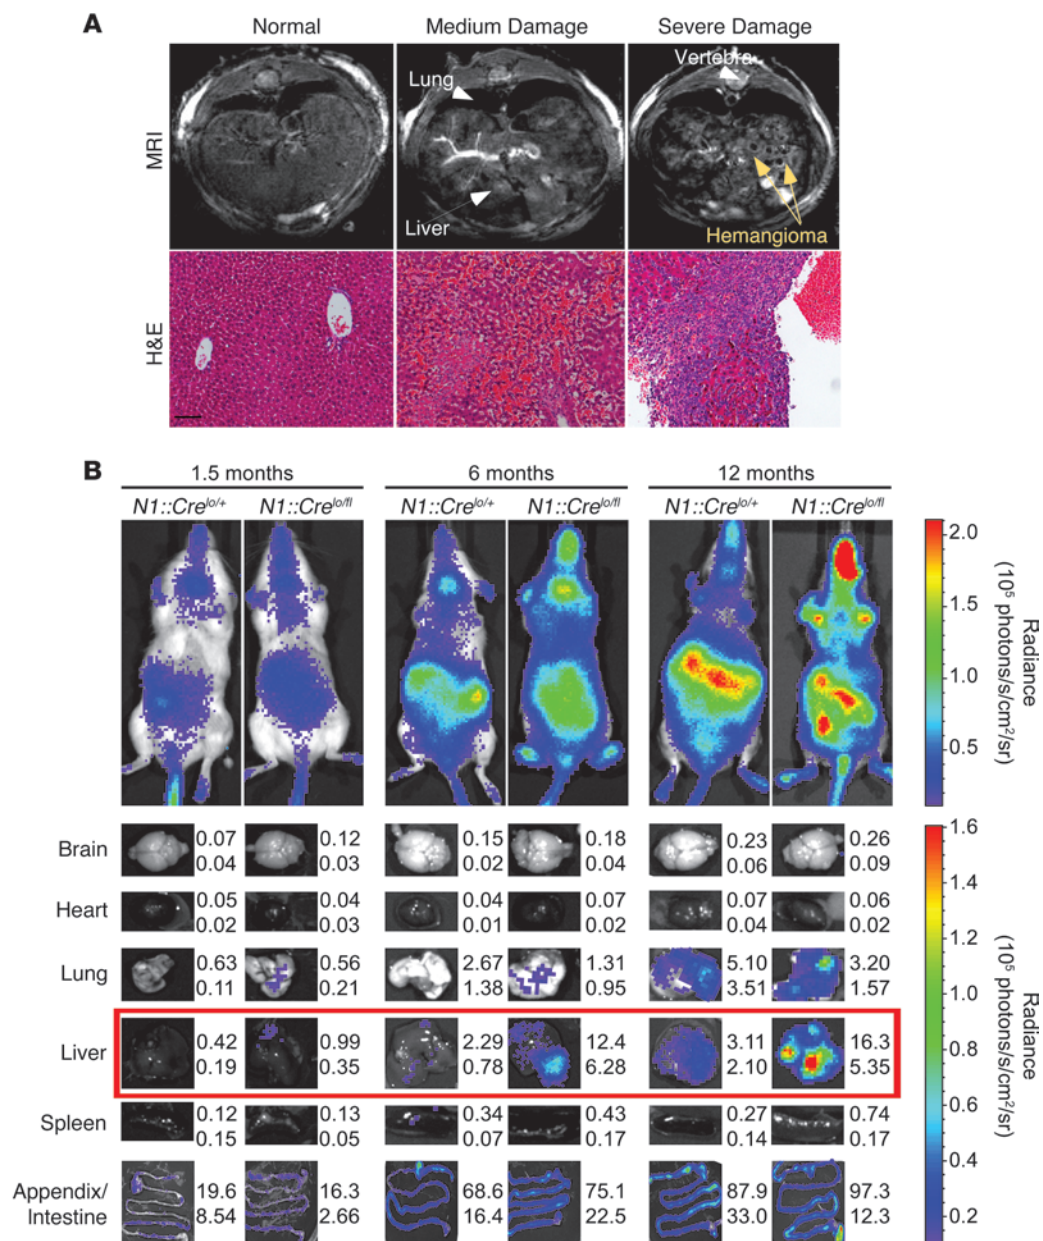 A
Normal Medium Damage Severe Damage
MRI
Lung
Liver
Vertebra
Hemangioma
H&E
B
1.5 months 6 months 12 months
N1::Cre^lo/+ N1::Cre^lo/fl N1::Cre^lo/+ N1::Cre^lo/fl N1::Cre^lo/+ N1::Cre^lo/fl
2.0
1.5
1.0
0.5
Radiance
(10⁵ photons/s/cm²/sr)
Brain 0.07 0.12 0.15 0.18 0.23 0.26
0.04 0.03 0.02 0.04 0.06 0.09
Heart 0.05 0.04 0.04 0.07 0.07 0.06
0.02 0.03 0.01 0.02 0.04 0.02
Lung 0.63 0.56 2.67 1.31 5.10 3.20
0.11 0.21 1.38 0.95 3.51 1.57
Liver 0.42 0.99 2.29 12.4 3.11 16.3
0.19 0.35 0.78 6.28 2.10 5.35
Spleen 0.12 0.13 0.34 0.43 0.27 0.74
0.15 0.05 0.07 0.17 0.14 0.17
Appendix/ 19.6 16.3 68.6 75.1 87.9 97.3
Intestine 8.54 2.66 16.4 22.5 33.0 12.3
1.6
1.4
1.2
1.0
0.8
0.6
0.4
0.2
Radiance
(10⁵ photons/s/cm²/sr)